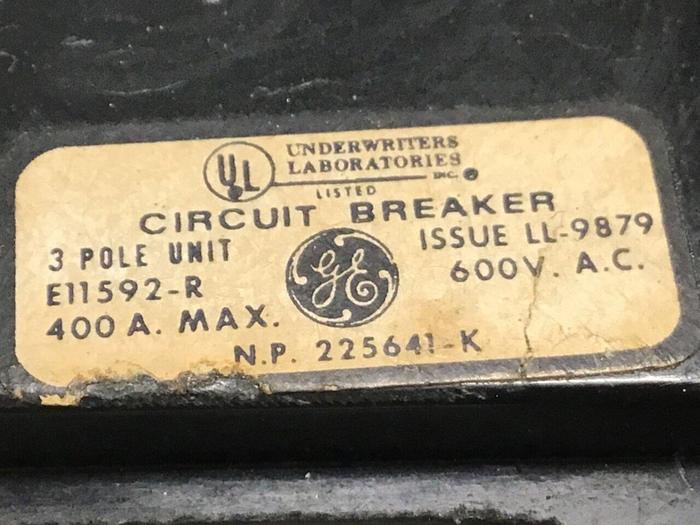 UL
UNDERWRITERS
LABORATORIES
INC. ®
LISTED
CIRCUIT BREAKER
3 POLE UNIT
E11592-R
400 A. MAX.
GE
ISSUE LL-9879
600V. A.C.
N.P. 225641-K